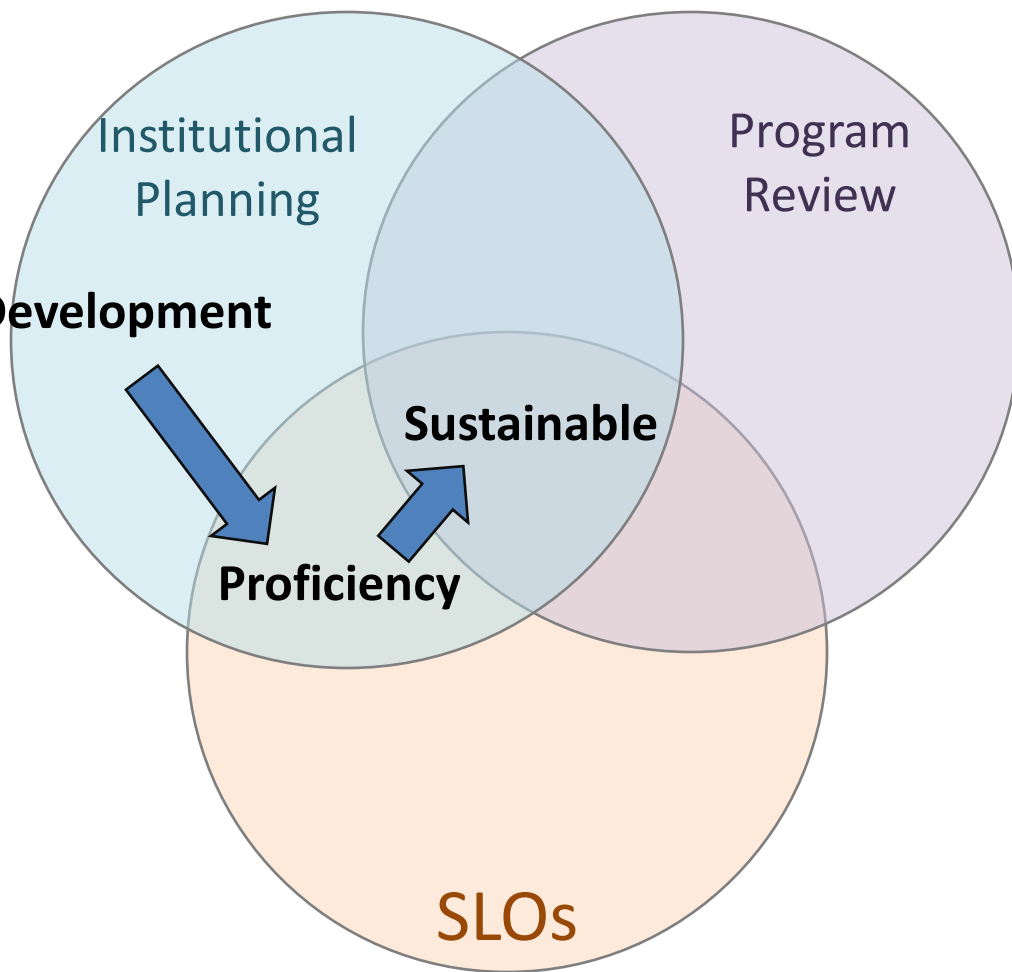 Institutional
Planning
Program
Review
Development
Sustainable
Proficiency
SLOs